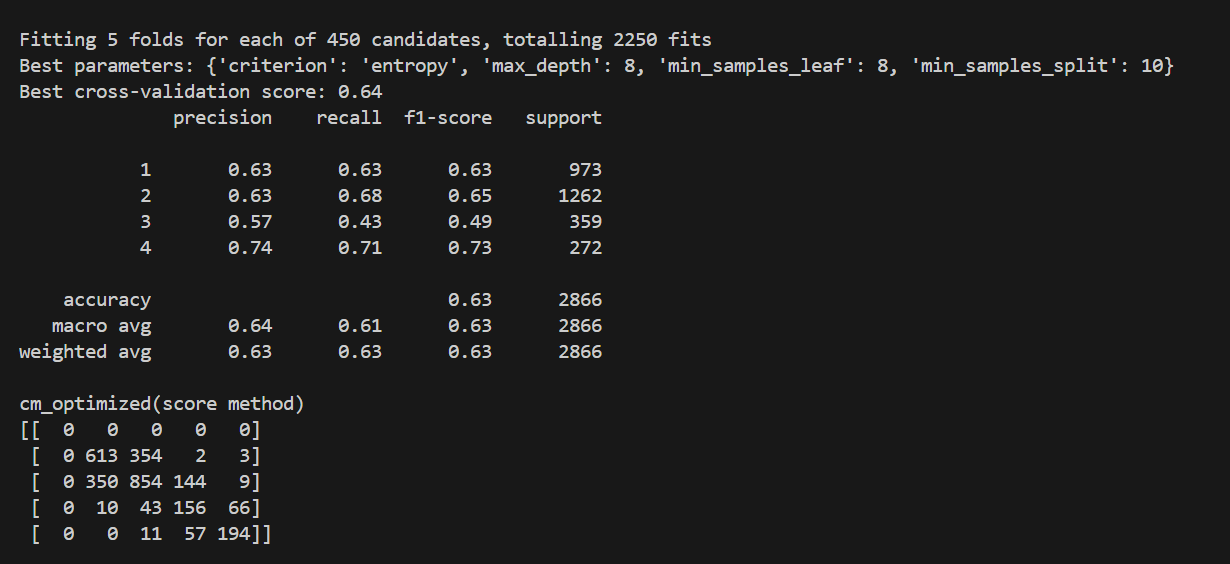 Fitting 5 folds for each of 450 candidates, totalling 2250 fits
Best parameters: {'criterion': 'entropy', 'max_depth': 8, 'min_samples_leaf': 8, 'min_samples_split': 10}
Best cross-validation score: 0.64
              precision    recall  f1-score   support

           1       0.63      0.63      0.63       973
           2       0.63      0.68      0.65      1262
           3       0.57      0.43      0.49       359
           4       0.74      0.71      0.73       272

    accuracy                           0.63      2866
   macro avg       0.64      0.61      0.63      2866
weighted avg       0.63      0.63      0.63      2866

cm_optimized(score method)
[[  0   0   0   0   0]
 [  0 613 354   2   3]
 [  0 350 854 144   9]
 [  0  10  43 156  66]
 [  0   0  11  57 194]]